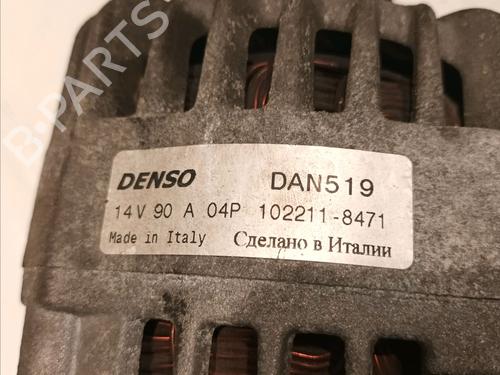 B-PARTS
DENSO DAN519
14V 90 A 04P 102211-8471
Made in Italy Сделано в Италии